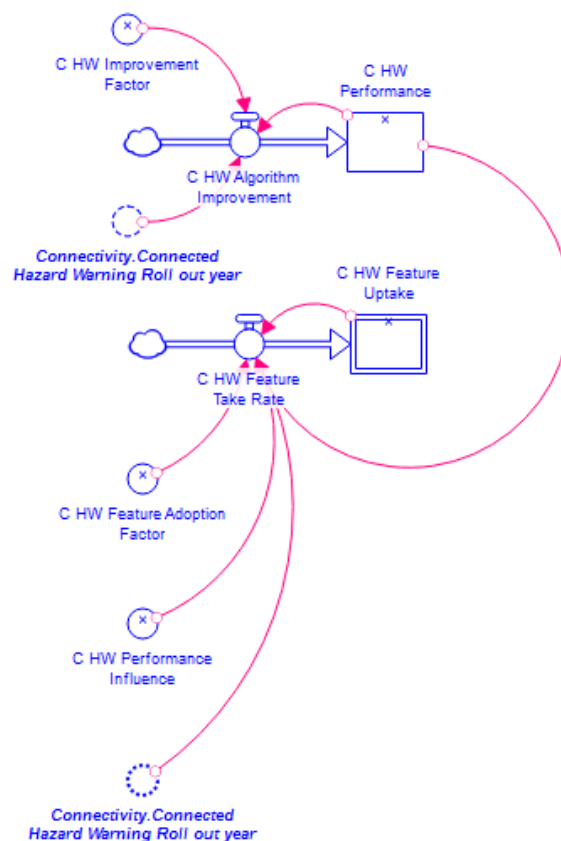 C HW Improvement
Factor
C HW
Performance
C HW Algorithm
Improvement
Connectivity.Connected
Hazard Warning Roll out year
C HW Feature
Uptake
C HW Feature
Take Rate
C HW Feature Adoption
Factor
C HW Performance
Influence
Connectivity.Connected
Hazard Warning Roll out year